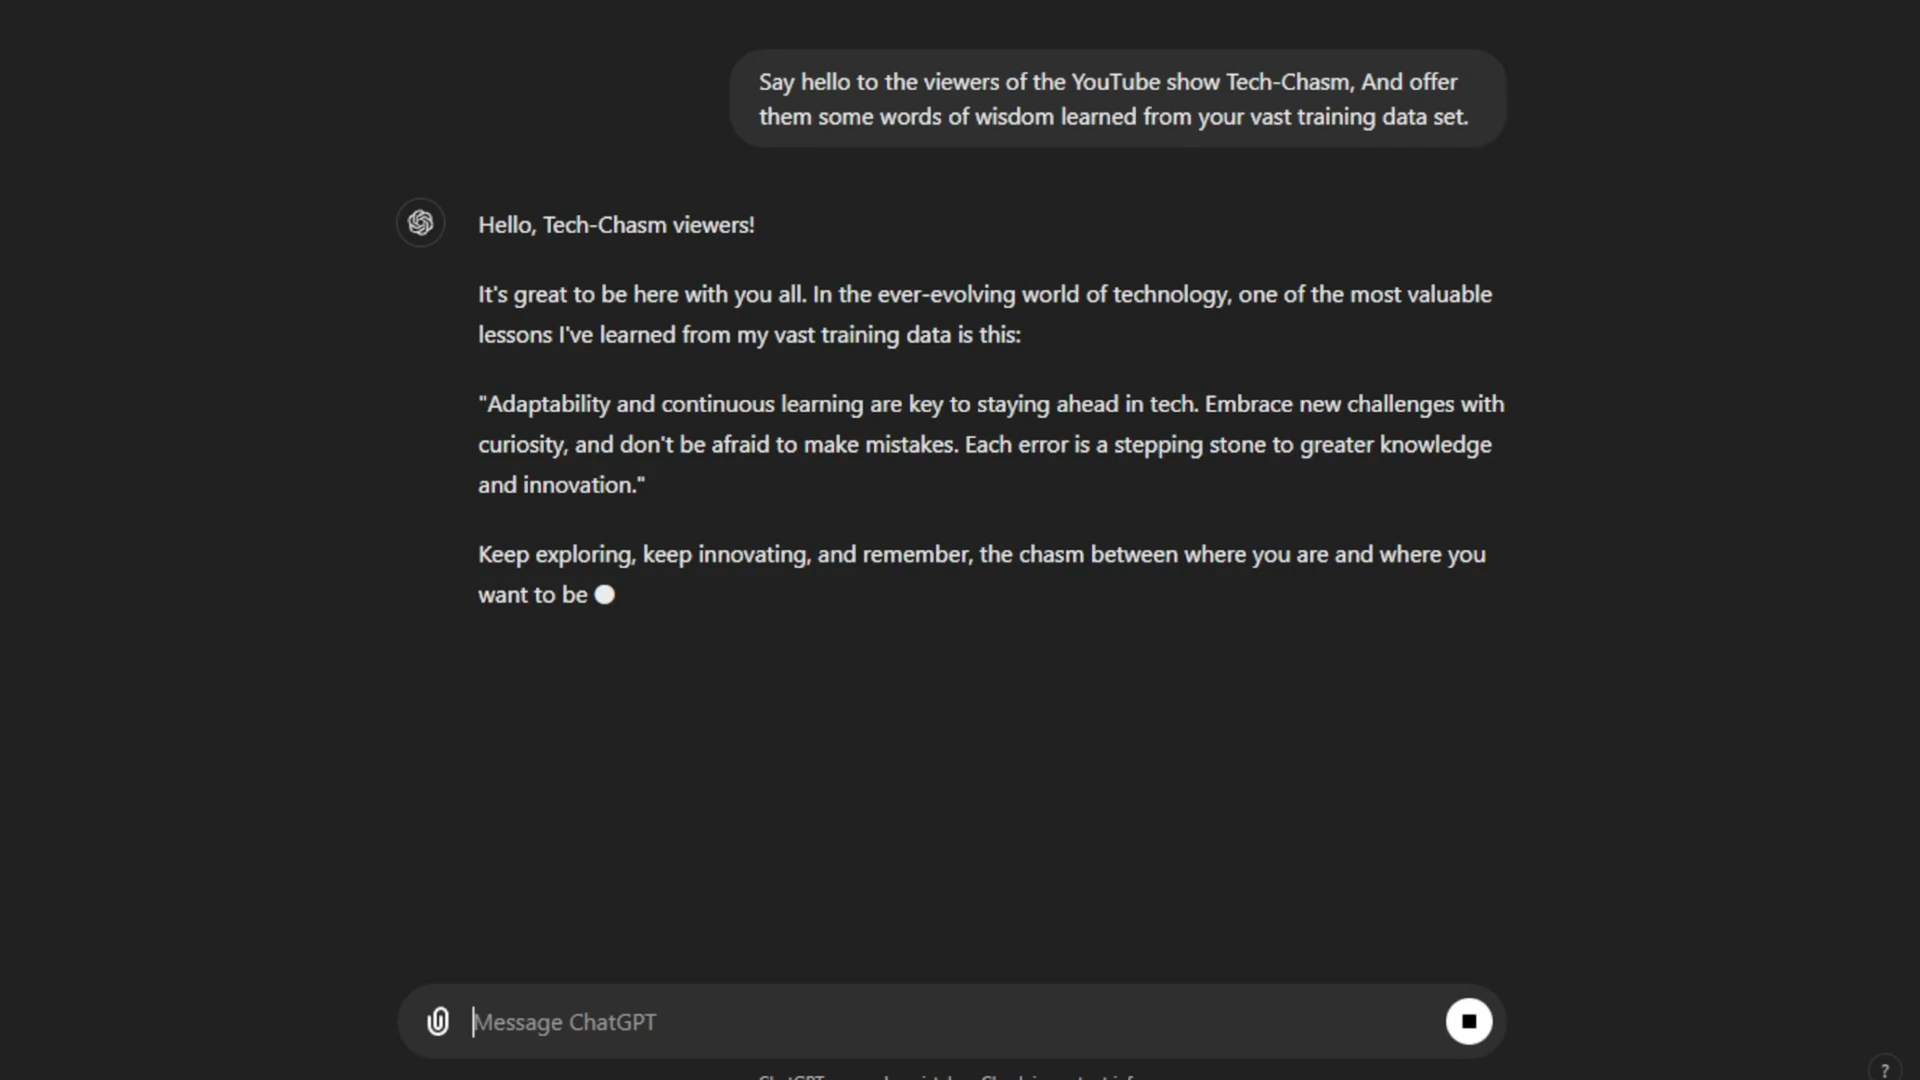 Say hello to the viewers of the YouTube show Tech-Chasm, And offer
them some words of wisdom learned from your vast training data set.
Hello, Tech-Chasm viewers!
It's great to be here with you all. In the ever-evolving world of technology, one of the most valuable
lessons I've learned from my vast training data is this:
"Adaptability and continuous learning are key to staying ahead in tech. Embrace new challenges with
curiosity, and don't be afraid to make mistakes. Each error is a stepping stone to greater knowledge
and innovation."
Keep exploring, keep innovating, and remember, the chasm between where you are and where you
want to be
Message ChatGPT
?